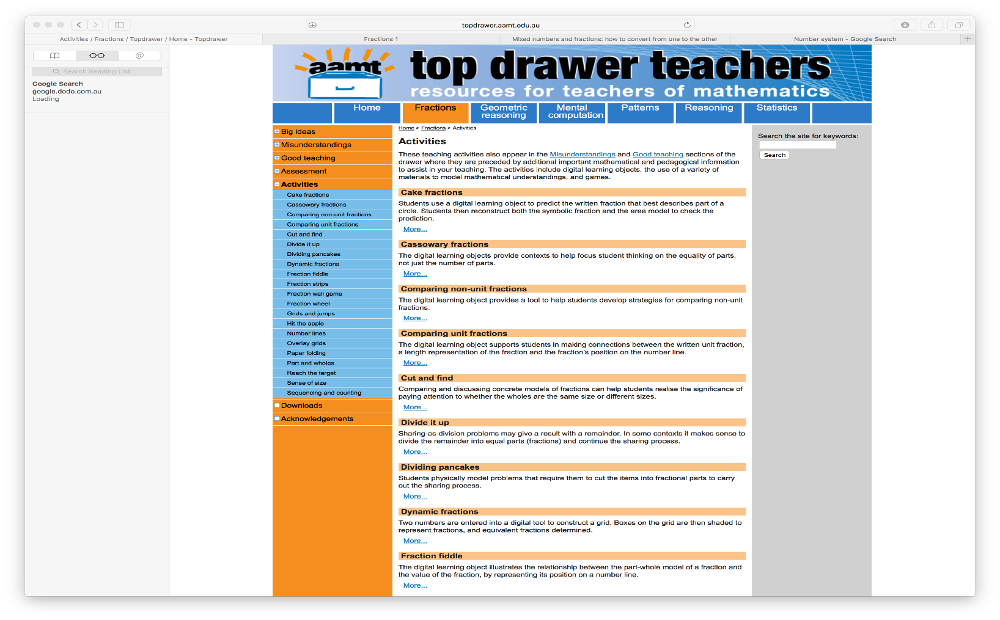 topdrawer.aamt.edu.au
Activities / Fractions / Topdrawer / Home - Topdrawer
Fractions 1
Mixed numbers and fractions: how to convert from one to the other
Number system - Google Search
@
Search Reading List
Google Search
google.dodo.com.au
Loading
aamt
top drawer teachers
resources for teachers of mathematics
Home
Fractions
Geometric
reasoning
Mental
computation
Patterns
Reasoning
Statistics
Big ideas
Misunderstandings
Good teaching
Assessment
Activities
Cake fractions
Cassowary fractions
Comparing non-unit fractions
Comparing unit fractions
Cut and find
Divide it up
Dividing pancakes
Dynamic fractions
Fraction fiddle
Fraction strips
Fraction wall game
Fraction wheel
Grids and jumps
Hit the apple
Number lines
Overlay grids
Paper folding
Part and wholes
Reach the target
Sense of size
Sequencing and counting
Downloads
Acknowledgements
Home > Fractions > Activities
Activities
These teaching activities also appear in the Misunderstandings and Good teaching sections of the
drawer where they are preceded by additional important mathematical and pedagogical information
to assist in your teaching. The activities include digital learning objects, the use of a variety of
materials to model mathematical understandings, and games.
Cake fractions
Students use a digital learning object to predict the written fraction that best describes part of a
circle. Students then reconstruct both the symbolic fraction and the area model to check the
prediction.
More...
Cassowary fractions
The digital learning objects provide contexts to help focus student thinking on the equality of parts,
not just the number of parts.
More...
Comparing non-unit fractions
The digital learning object provides a tool to help students develop strategies for comparing non-unit
fractions.
More...
Comparing unit fractions
The digital learning object supports students in making connections between the written unit fraction,
a length representation of the fraction and the fraction's position on the number line.
More...
Cut and find
Comparing and discussing concrete models of fractions can help students realise the significance of
paying attention to whether the wholes are the same size or different sizes.
More...
Divide it up
Sharing-as-division problems may give a result with a remainder. In some contexts it makes sense to
divide the remainder into equal parts (fractions) and continue the sharing process.
More...
Dividing pancakes
Students physically model problems that require them to cut the items into fractional parts to carry
out the sharing process.
More...
Dynamic fractions
Two numbers are entered into a digital tool to construct a grid. Boxes on the grid are then shaded to
represent fractions, and equivalent fractions determined.
More...
Fraction fiddle
The digital learning object illustrates the relationship between the part-whole model of a fraction and
the value of the fraction, by representing its position on a number line.
More...
Search the site for keywords:
Search